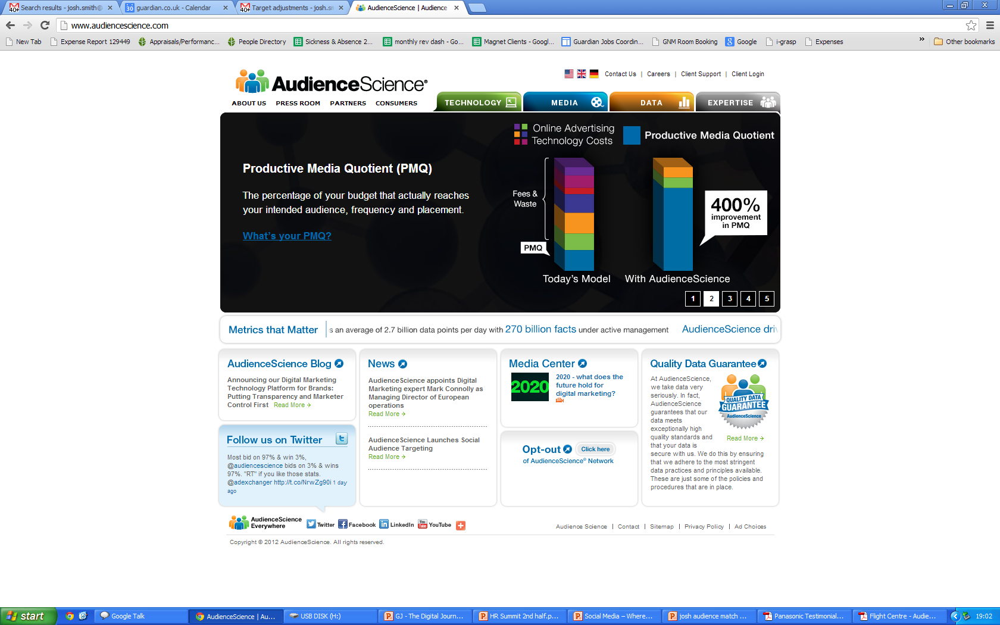 Search results - josh.smith@
guardian.co.uk - Calendar
Target adjustments - josh.sm
AudienceScience | Audience
www.audiencescience.com
New Tab
Expense Report 129449
Appraisals/Performanc...
People Directory
Sickness & Absence 2...
monthly rev dash - Go...
Magnet Clients - Googl...
Guardian Jobs Coordin...
GNM Room Booking
Google
i-grasp
Expenses
Other bookmarks
AudienceScience®
Contact Us | Careers | Client Support | Client Login
ABOUT US PRESS ROOM PARTNERS CONSUMERS
TECHNOLOGY MEDIA DATA EXPERTISE
Online Advertising
Technology Costs
Productive Media Quotient
Productive Media Quotient (PMQ)
The percentage of your budget that actually reaches
your intended audience, frequency and placement.
What's your PMQ?
Fees &
Waste
PMQ
400%
improvement
in PMQ
Today's Model
With AudienceScience
1 2 3 4 5
Metrics that Matter
s an average of 2.7 billion data points per day with 270 billion facts under active management AudienceScience driv
AudienceScience Blog
Announcing our Digital Marketing
Technology Platform for Brands:
Putting Transparency and Marketer
Control First Read More →
Follow us on Twitter
Most bid on 97% & win 3%,
@audiencescience bids on 3% & wins
97%. "RT" if you like those stats.
@adexchanger http://t.co/NrwZg90i 1 day
ago
News
AudienceScience appoints Digital
Marketing expert Mark Connolly as
Managing Director of European
operations
Read More →
AudienceScience Launches Social
Audience Targeting
Read More →
Media Center
2020
2020 - what does the
future hold for
digital marketing?
Opt-out Click here
of AudienceScience® Network
Quality Data Guarantee
At AudienceScience,
we take data very
seriously. In fact,
AudienceScience
guarantees that our
data meets
exceptionally high
quality standards and
that your data is
secure with us. We do this by ensuring
that we adhere to the most stringent
data practices and principles available.
These are just some of the policies and
procedures that are in place.
QUALITY DATA
GUARANTEE
AudienceScience
Read More →
AudienceScience
Everywhere
Twitter Facebook LinkedIn YouTube
Audience Science | Contact | Sitemap | Privacy Policy | Ad Choices
Copyright © 2012 AudienceScience. All rights reserved.
start
Google Talk
AudienceScience | Au...
USB DISK (H:)
GJ - The Digital Journ...
HR Summit 2nd half.p...
Social Media – Where...
josh audience match ...
Panasonic Testimonial...
Flight Centre - Audie...
19:02